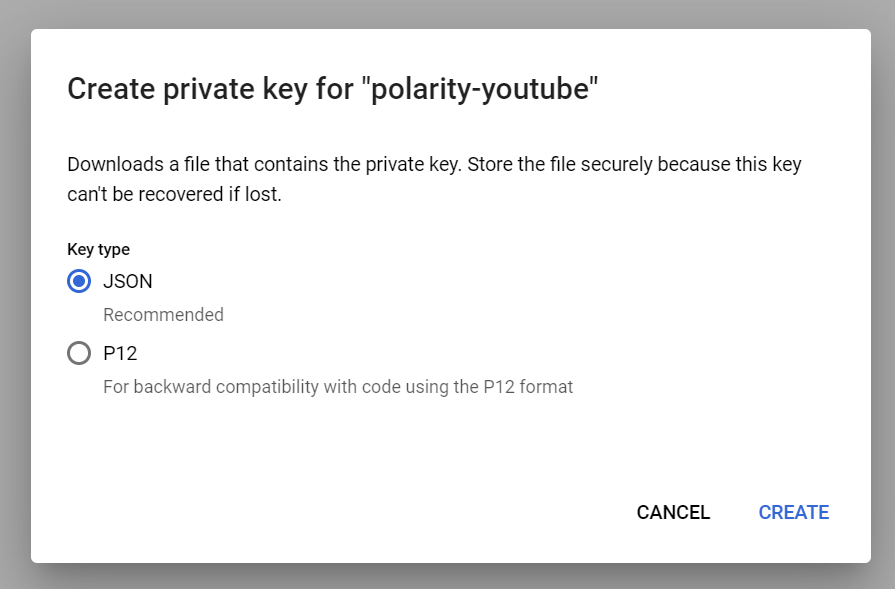 Create private key for "polarity-youtube"
Downloads a file that contains the private key. Store the file securely because this key
can't be recovered if lost.
Key type
JSON
Recommended
P12
For backward compatibility with code using the P12 format
CANCEL
CREATE